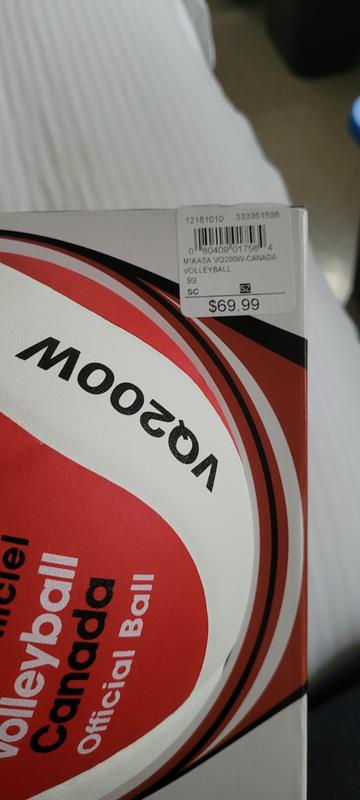 12181010 333351598
0 80409 01756 4
MIKASA VQ200W-CANADA
VOLLEYBALL
99
SC SZ
$69.99
VQ200W
Volleyball
Canada
Official Ball